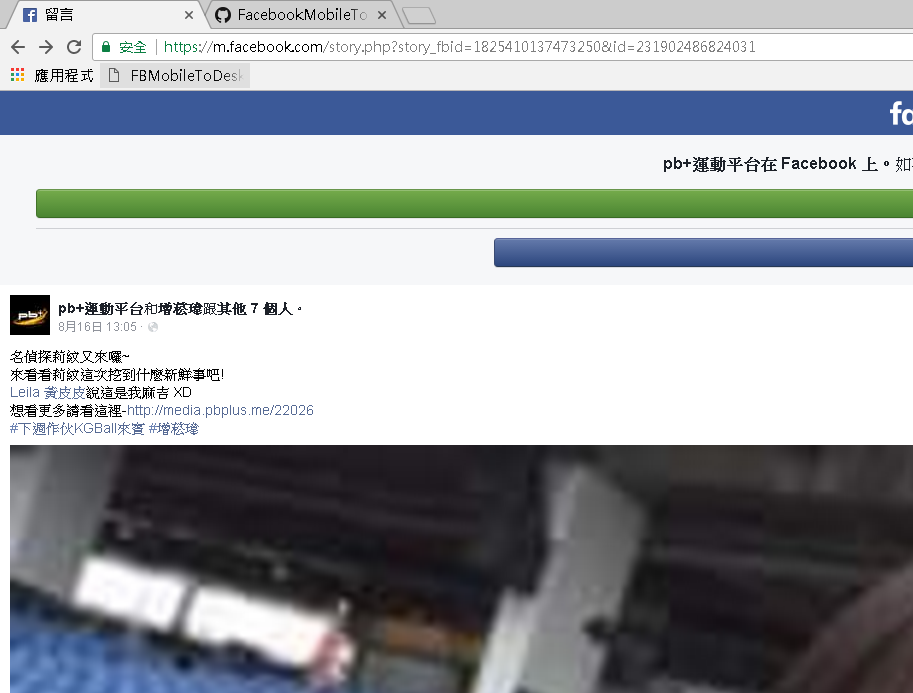 留言
FacebookMobileTo
安全
https://m.facebook.com/story.php?story_fbid=1825410137473250&id=231902486824031
應用程式
FBMobileToDesk
pb+運動平台在 Facebook 上。如
pb+
pb+運動平台和增菘瑋跟其他 7 個人。
8月16日 13:05 ·
名偵探莉紋又來囉~
來看看莉紋這次挖到什麼新鮮事吧!
Leila 黃皮皮說這是我麻吉 XD
想看更多請看這裡-http://media.pbplus.me/22026
#下週作伙KGBall來賓 #增菘瑋